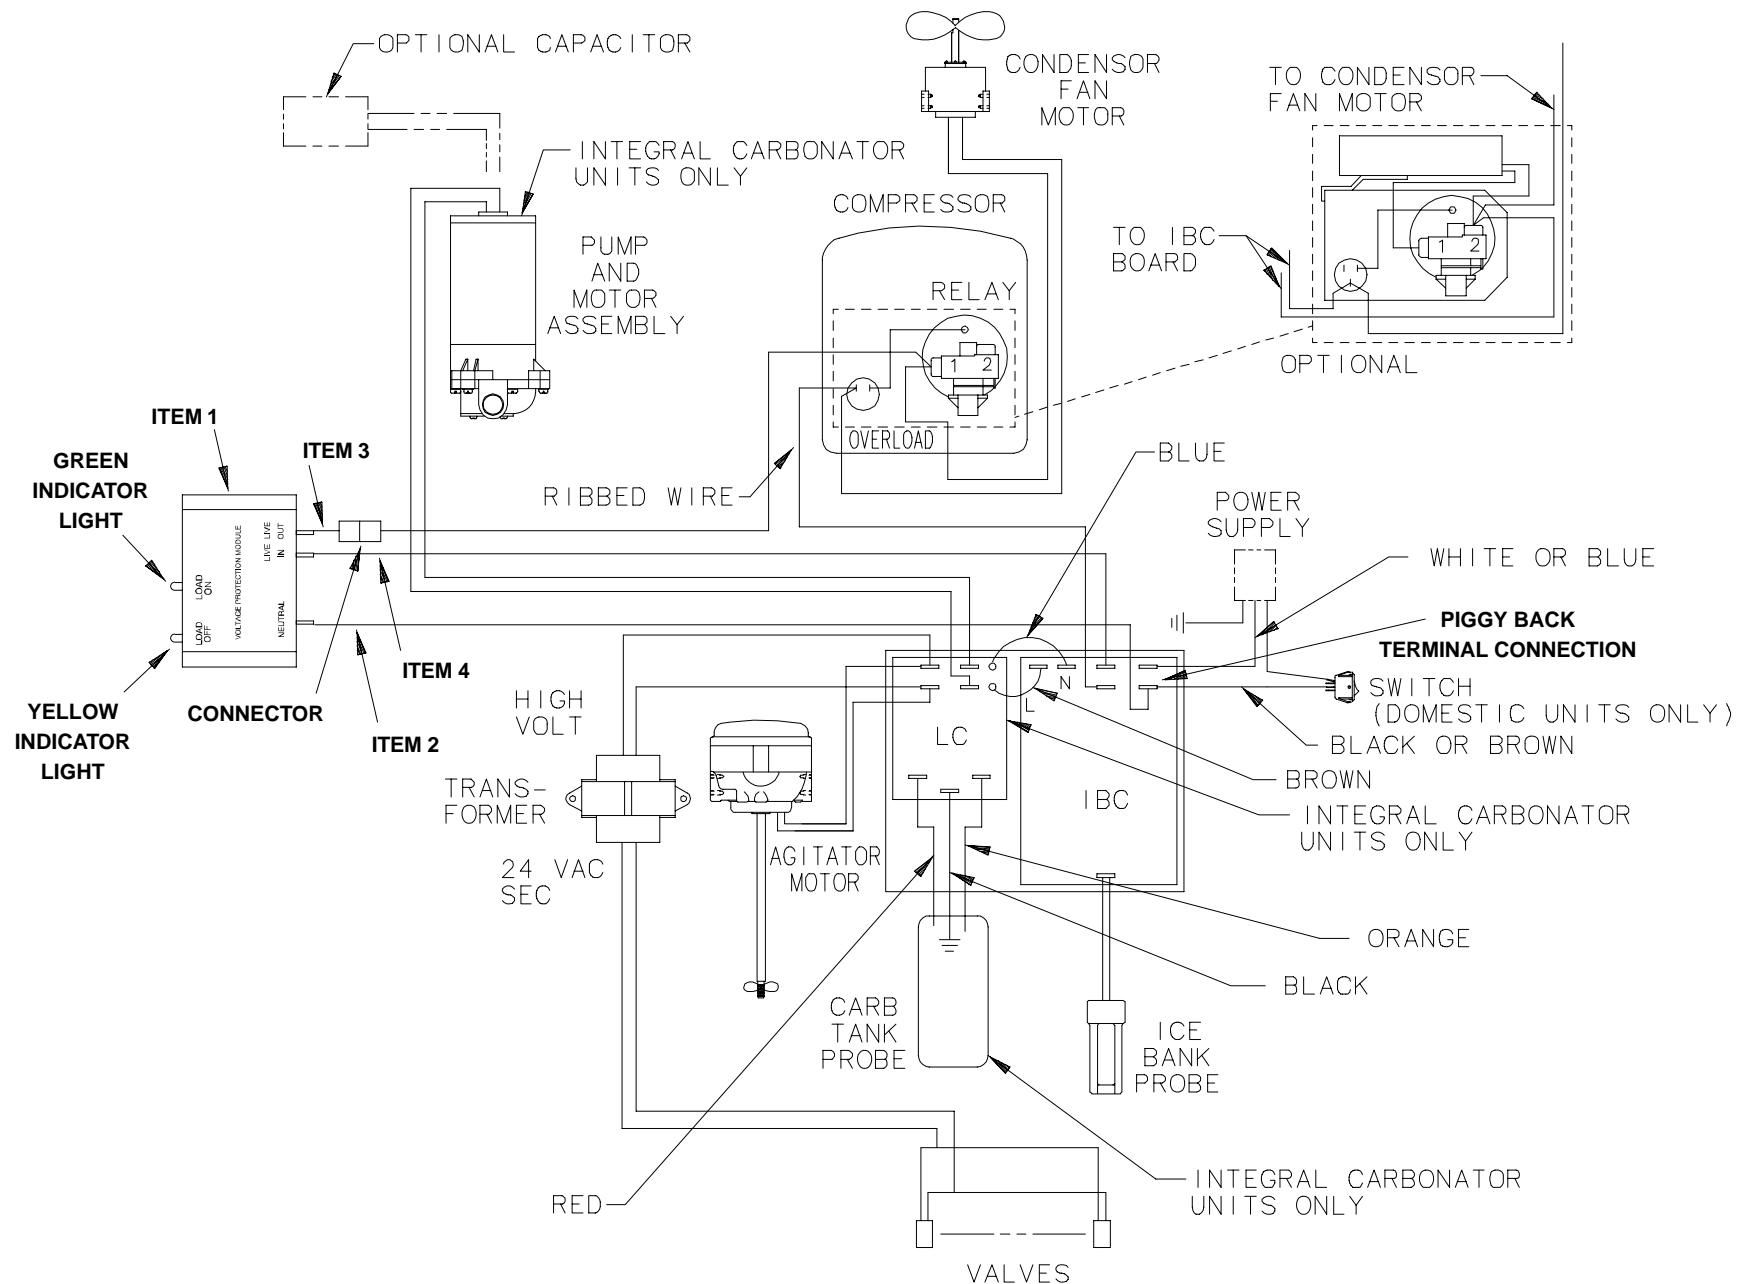 OPTIONAL CAPACITOR
CONDENSOR
FAN
MOTOR
TO CONDENSOR
FAN MOTOR
INTEGRAL CARBONATOR
UNITS ONLY
COMPRESSOR
TO IBC
BOARD
1 2
PUMP
AND
MOTOR
ASSEMBLY
RELAY
1 2
OPTIONAL
OVERLOAD
ITEM 1
ITEM 3
GREEN
INDICATOR
LIGHT
RIBBED WIRE
BLUE
POWER
SUPPLY
WHITE OR BLUE
LIVE OUT
LIVE IN
NEUTRAL
VOLTAGE PROTECTION MODULE
LOAD ON
LOAD OFF
PIGGY BACK
TERMINAL CONNECTION
ITEM 4
YELLOW
INDICATOR
LIGHT
CONNECTOR
ITEM 2
HIGH
VOLT
N
L
LC
SWITCH
(DOMESTIC UNITS ONLY)
BLACK OR BROWN
BROWN
TRANS-
FORMER
IBC
INTEGRAL CARBONATOR
UNITS ONLY
24 VAC
SEC
AGITATOR
MOTOR
ORANGE
BLACK
CARB
TANK
PROBE
ICE
BANK
PROBE
RED
INTEGRAL CARBONATOR
UNITS ONLY
VALVES